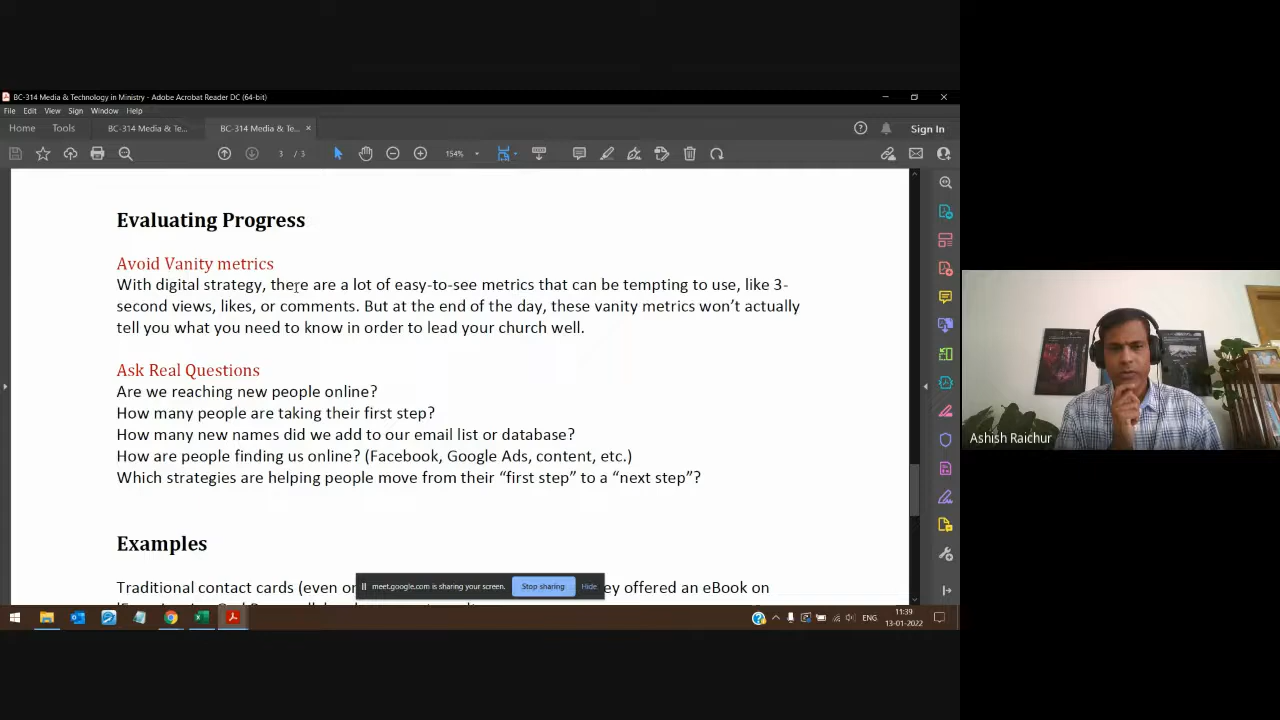 BC-314 Media & Technology in Ministry - Adobe Acrobat Reader DC (64-bit)
File Edit View Sign Window Help
Home Tools BC-314 Media & Te... BC-314 Media & Te... ×
Sign In
3 / 3 154%
Evaluating Progress
Avoid Vanity metrics
With digital strategy, there are a lot of easy-to-see metrics that can be tempting to use, like 3-
second views, likes, or comments. But at the end of the day, these vanity metrics won’t actually
tell you what you need to know in order to lead your church well.
Ask Real Questions
Are we reaching new people online?
How many people are taking their first step?
How many new names did we add to our email list or database?
How are people finding us online? (Facebook, Google Ads, content, etc.)
Which strategies are helping people move from their “first step” to a “next step”?
Examples
Traditional contact cards (even or
ey offered an eBook on
meet.google.com is sharing your screen. Stop sharing Hide
Ashish Raichur
ENG
11:39
13-01-2022